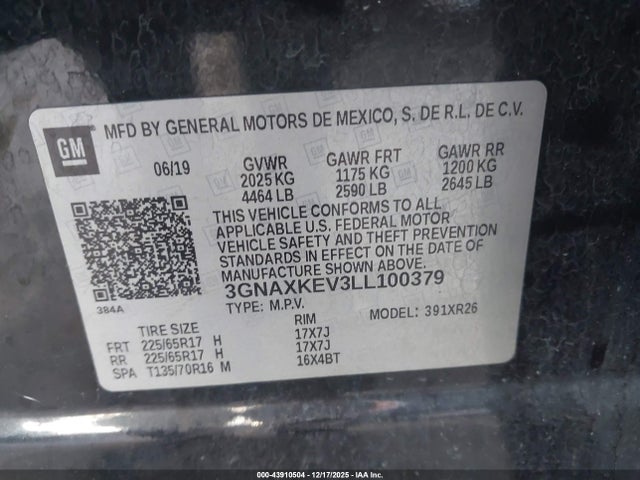 GM
MFD BY GENERAL MOTORS DE MEXICO, S. DE R.L. DE C.V.
06/19 GVWR GAWR FRT GAWR RR
2025 KG 1175 KG 1200 KG
4464 LB 2590 LB 2645 LB
THIS VEHICLE CONFORMS TO ALL
APPLICABLE U.S. FEDERAL MOTOR
VEHICLE SAFETY AND THEFT PREVENTION
STANDARDS IN EFFECT ON THE DATE OF
MANUFACTURE SHOWN ABOVE.
384A
3GNAXKEV3LL100379
TYPE: M.P.V. MODEL: 391XR26
TIRE SIZE RIM
FRT 225/65R17 H 17X7J
RR 225/65R17 H 17X7J
SPA T135/70R16 M 16X4BT
000-43910504 - 12/17/2025 - IAA Inc.